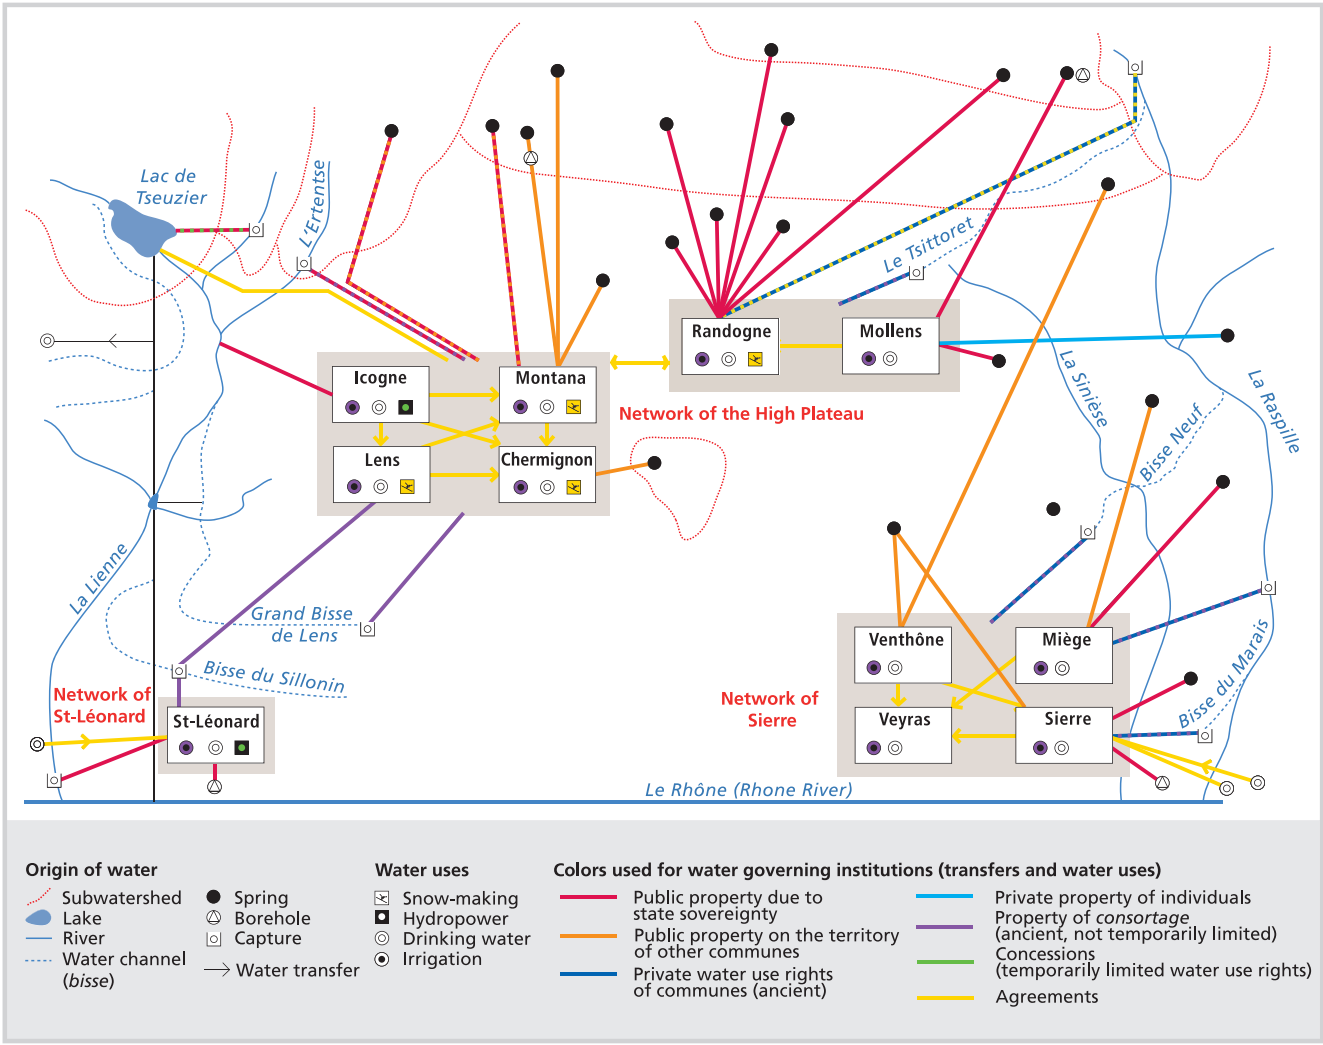 Lac de
Tseuzier
L'Ertentse
Le Tsittoret
Randogne
Mollens
Icogne
Montana
Network of the High Plateau
Lens
Chermignon
La Sinièse
La Raspille
Bisse Neuf
La Lienne
Grand Bisse
de Lens
Bisse du Sillonin
Network of
St-Léonard
St-Léonard
Network of
Sierre
Venthône
Miège
Veyras
Sierre
Bisse du Marais
Le Rhône (Rhone River)
Origin of water
Subwatershed
Lake
River
Water channel
(bisse)
Spring
Borehole
Capture
Water transfer
Water uses
Snow-making
Hydropower
Drinking water
Irrigation
Colors used for water governing institutions (transfers and water uses)
Public property due to
state sovereignty
Public property on the territory
of other communes
Private water use rights
of communes (ancient)
Private property of individuals
Property of consortage
(ancient, not temporarily limited)
Concessions
(temporarily limited water use rights)
Agreements